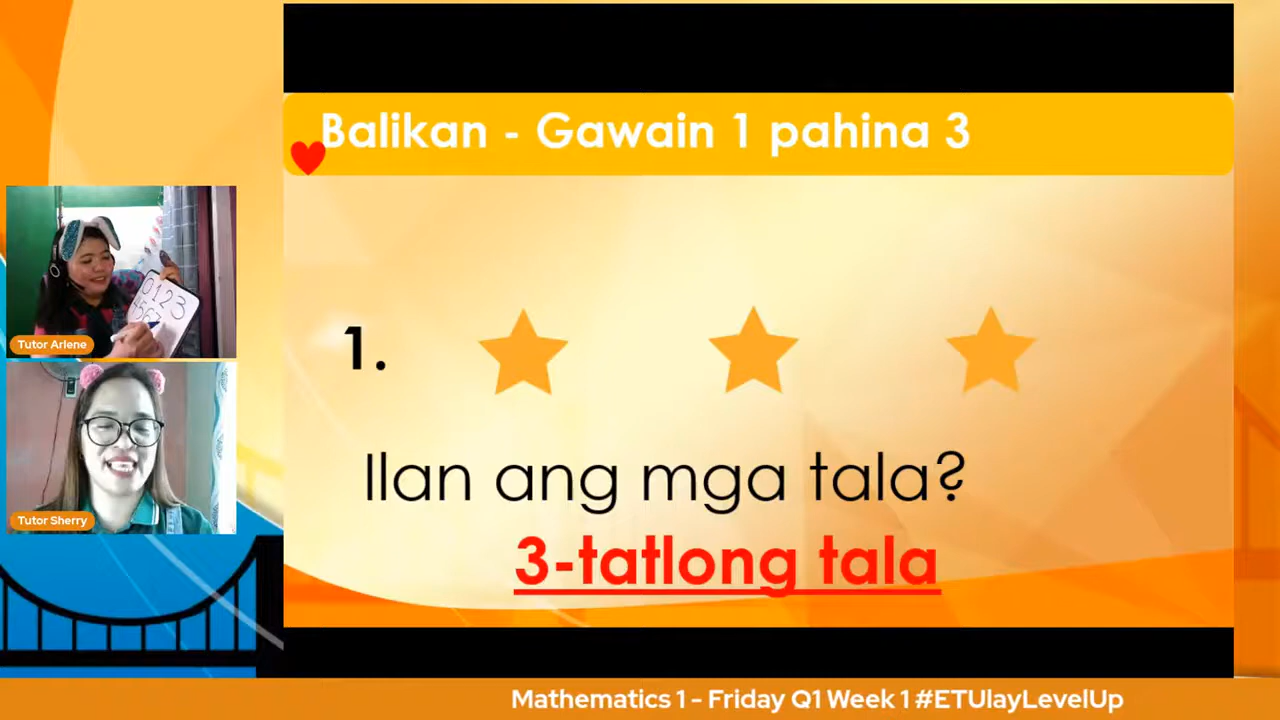 Balikan - Gawain 1 pahina 3
0123
Tutor Arlene
1.
Ilan ang mga tala?
Tutor Sherry
3-tatlong tala
Mathematics 1 - Friday Q1 Week 1 #ETUlayLevelUp